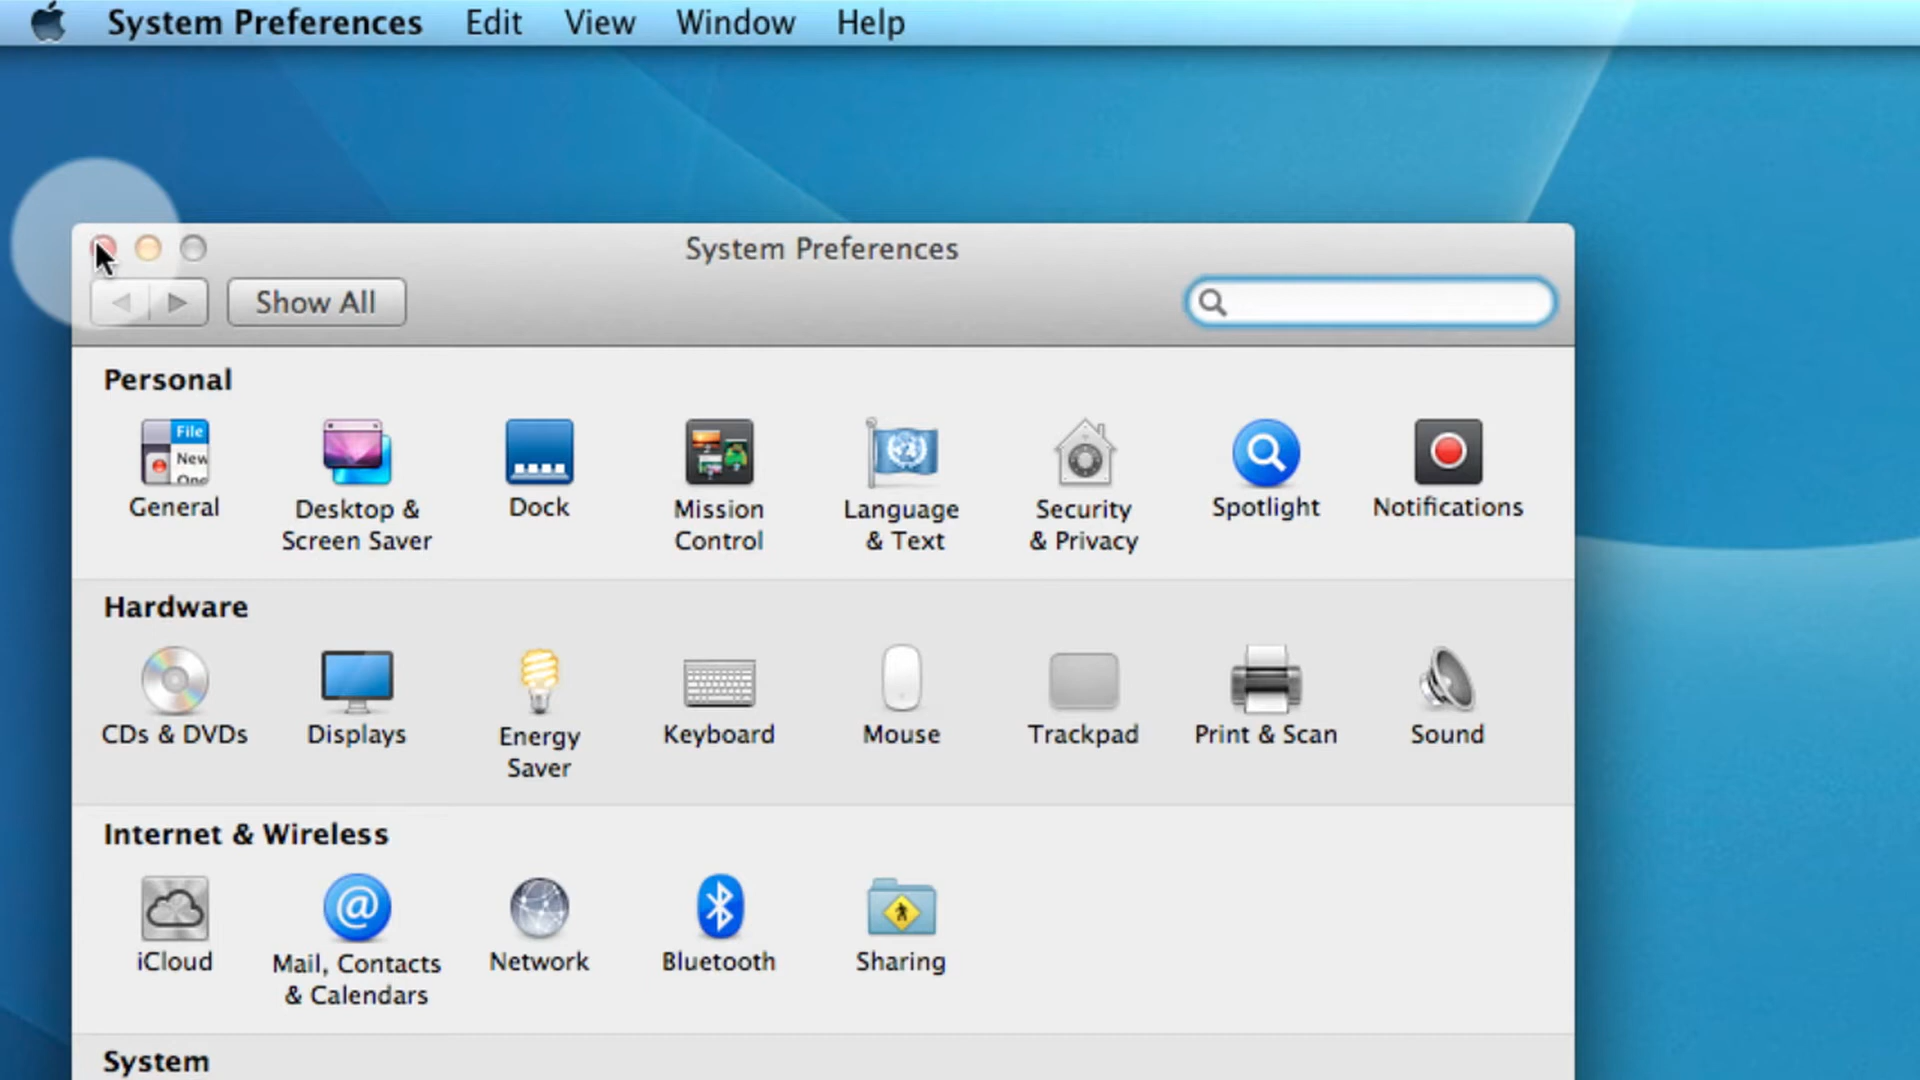 System Preferences Edit View Window Help
System Preferences
Show All
Personal
File
New
General
Desktop &
Screen Saver
Dock
Mission
Control
Language
& Text
Security
& Privacy
Spotlight
Notifications
Hardware
CDs & DVDs
Displays
Energy
Saver
Keyboard
Mouse
Trackpad
Print & Scan
Sound
Internet & Wireless
iCloud
@
Mail, Contacts
& Calendars
Network
Bluetooth
Sharing
System